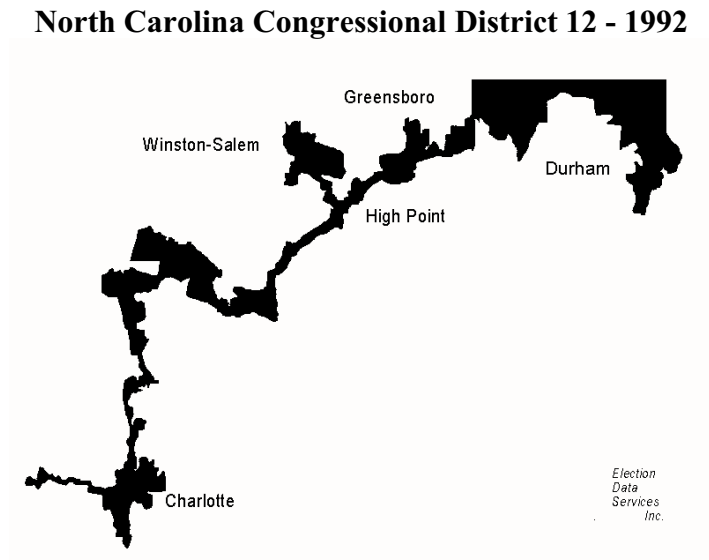 North Carolina Congressional District 12 - 1992
Greensboro
Winston-Salem
Durham
High Point
Charlotte
Election
Data
Services
. Inc.